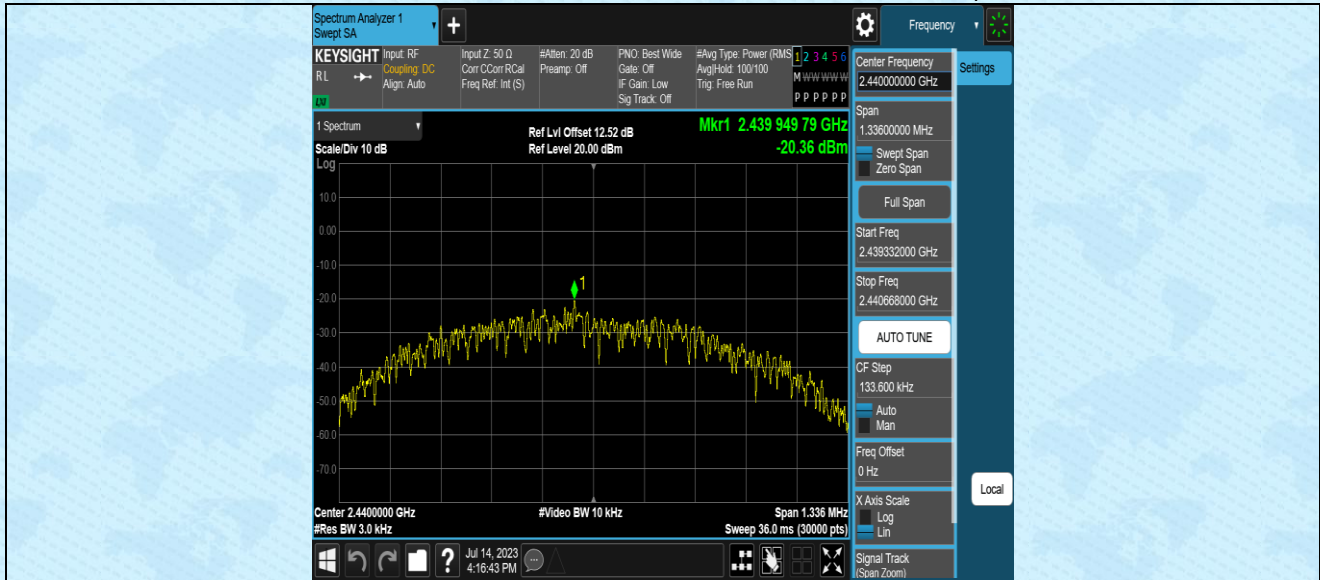 Spectrum Analyzer 1
Swept SA
+
Frequency
KEYSIGHT
RL
LXI
Input: RF
Coupling: DC
Align: Auto
Input Z: 50 Ω
Corr CCorr RCal
Freq Ref: Int (S)
#Atten: 20 dB
Preamp: Off
PNO: Best Wide
Gate: Off
IF Gain: Low
Sig Track: Off
#Avg Type: Power (RMS
Avg|Hold: 100/100
Trig: Free Run
1 2 3 4 5 6
M W W W W W
P P P P P P
1 Spectrum
Scale/Div 10 dB
Log
Ref Lvl Offset 12.52 dB
Ref Level 20.00 dBm
Mkr1 2.439 949 79 GHz
-20.36 dBm
10.0
0.00
-10.0
-20.0
-30.0
-40.0
-50.0
-60.0
-70.0
1
Center 2.4400000 GHz
#Res BW 3.0 kHz
#Video BW 10 kHz
Span 1.336 MHz
Sweep 36.0 ms (30000 pts)
?
Jul 14, 2023
4:16:43 PM
Center Frequency
2.440000000 GHz
Settings
Span
1.33600000 MHz
Swept Span
Zero Span
Full Span
Start Freq
2.439332000 GHz
Stop Freq
2.440668000 GHz
AUTO TUNE
CF Step
133.600 kHz
Auto
Man
Freq Offset
0 Hz
X Axis Scale
Log
Lin
Local
Signal Track
(Span Zoom)